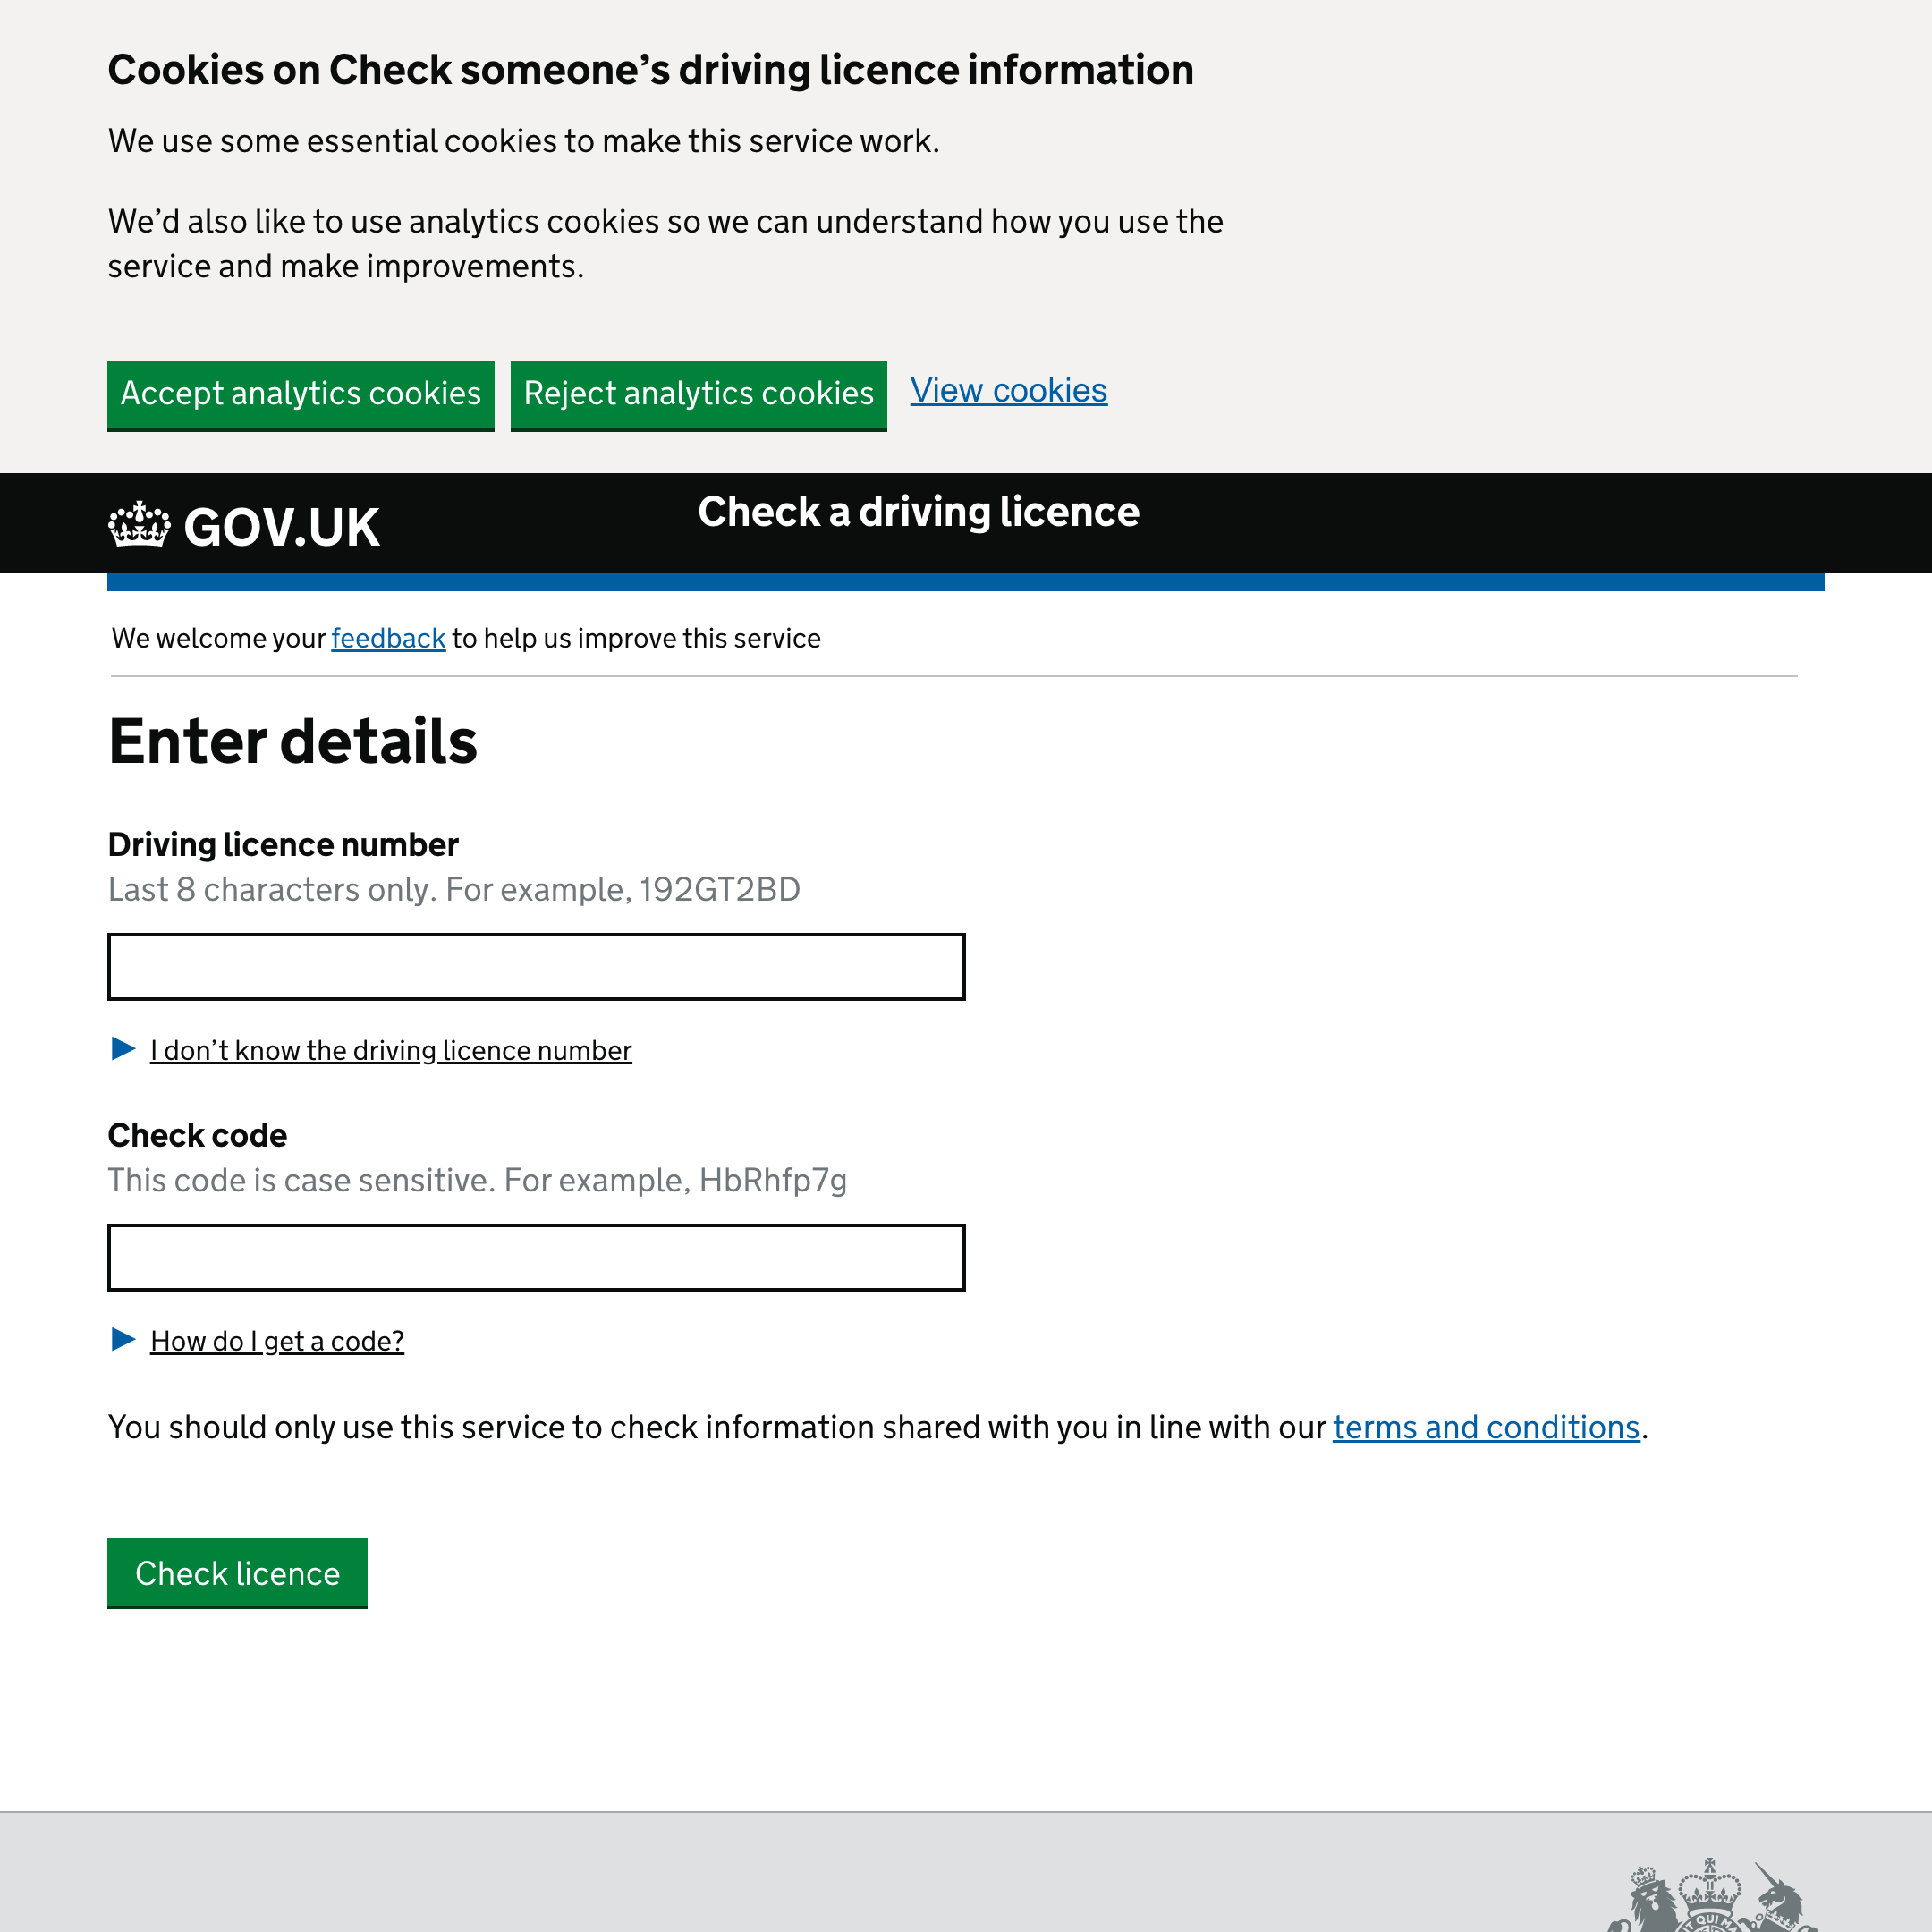 Cookies on Check someone’s driving licence information
We use some essential cookies to make this service work.
We’d also like to use analytics cookies so we can understand how you use the
service and make improvements.
Accept analytics cookies Reject analytics cookies View cookies
GOV.UK Check a driving licence
We welcome your feedback to help us improve this service
Enter details
Driving licence number
Last 8 characters only. For example, 192GT2BD
I don’t know the driving licence number
Check code
This code is case sensitive. For example, HbRhfp7g
How do I get a code?
You should only use this service to check information shared with you in line with our terms and conditions.
Check licence
QUI